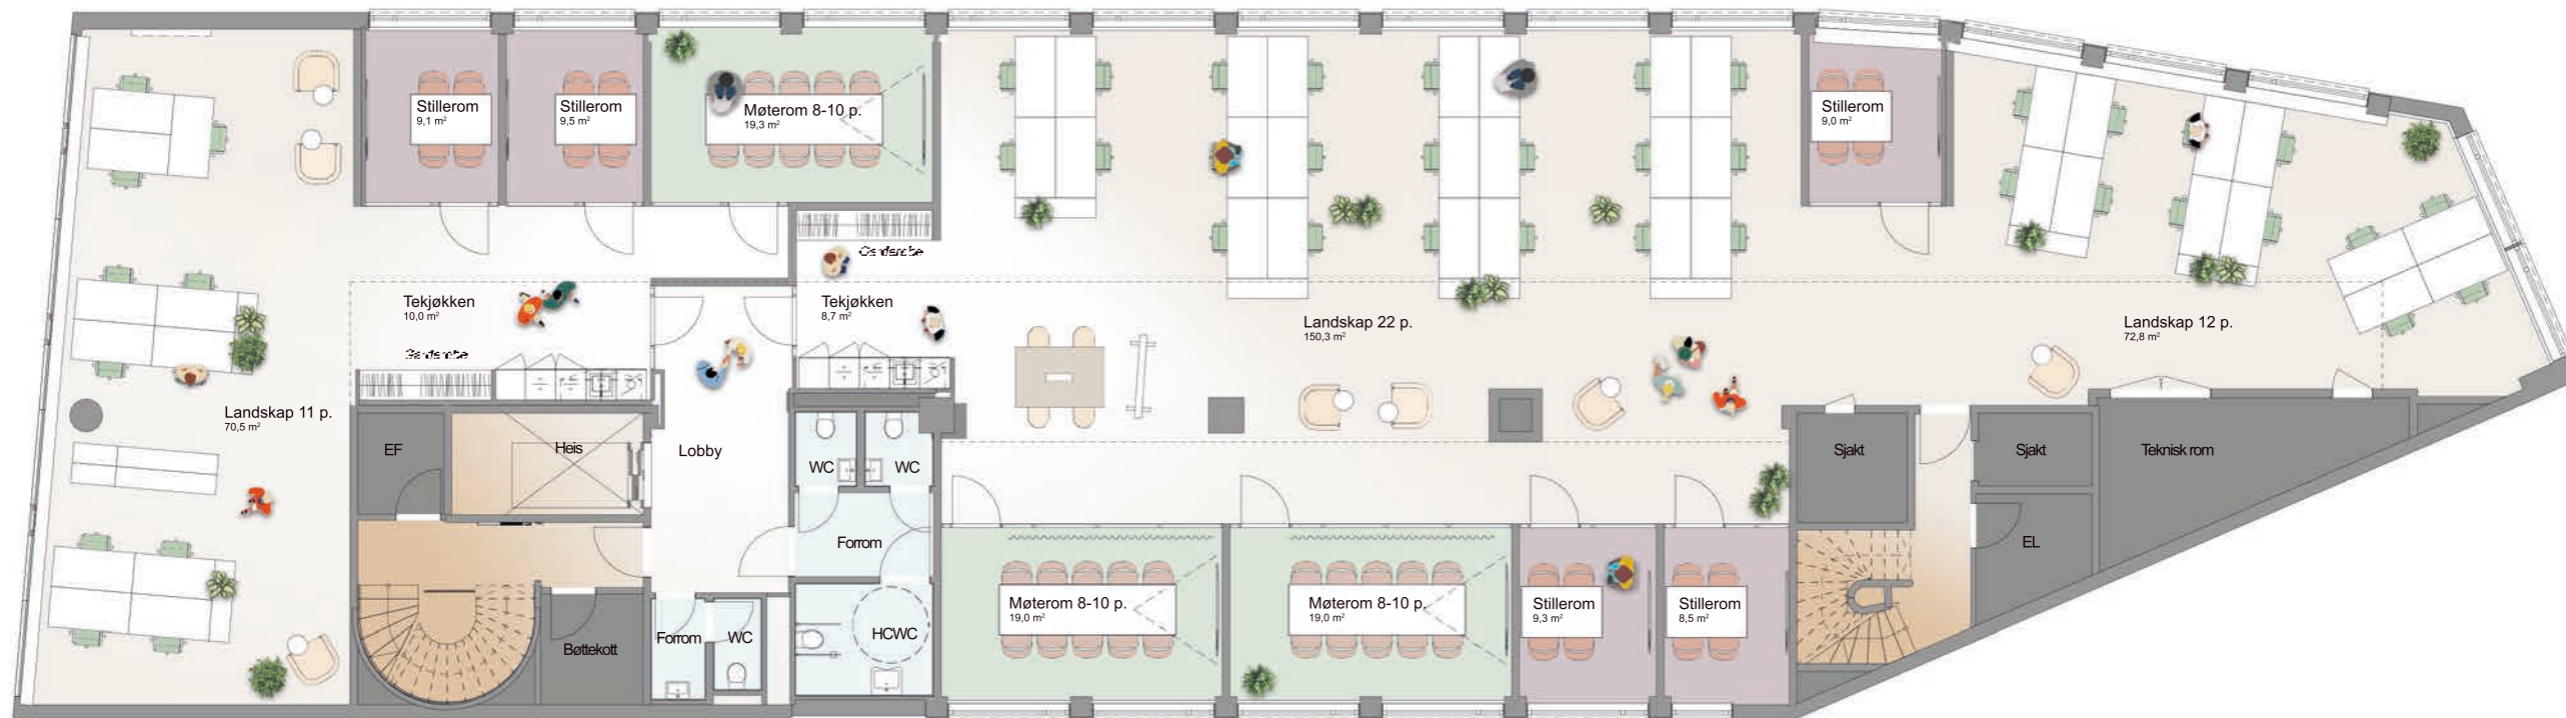 Stillerom
9,1 m²
Stillerom
9,5 m²
Møterom 8-10 p.
19,3 m²
Stillerom
9,0 m²
Garderobe
Tekjøkken
10,0 m²
Tekjøkken
8,7 m²
Landskap 22 p.
150,3 m²
Landskap 12 p.
72,8 m²
Garderobe
Landskap 11 p.
70,5 m²
EF
Heis
Lobby
WC
WC
Sjakt
Sjakt
Teknisk rom
Forrom
EL
Møterom 8-10 p.
19,0 m²
Møterom 8-10 p.
19,0 m²
Stillerom
9,3 m²
Stillerom
8,5 m²
Bøttekott
Forrom
WC
HCWC